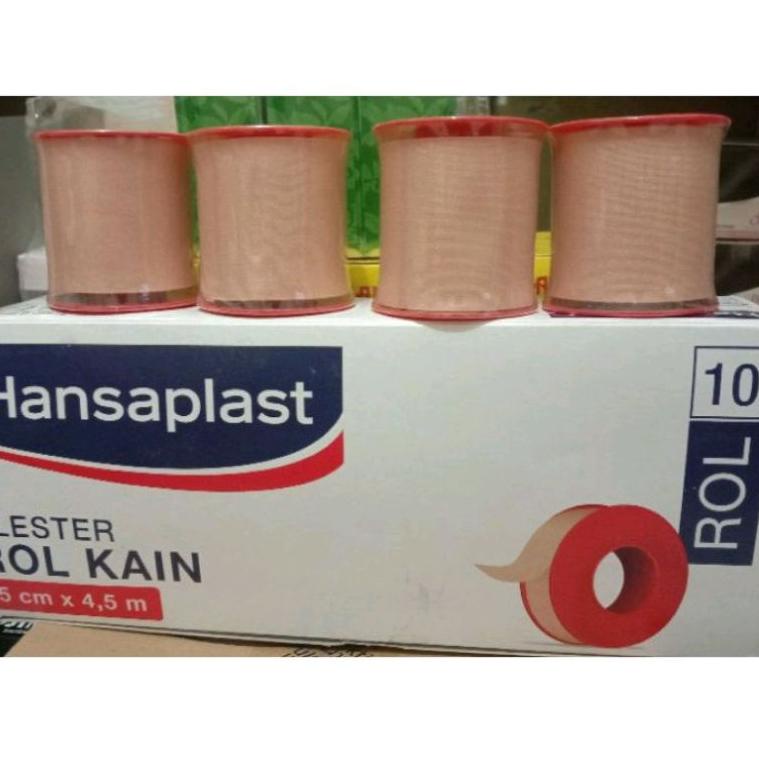 Hansaplast
10
ROL
LESTER
ROL KAIN
5 cm x 4,5 m